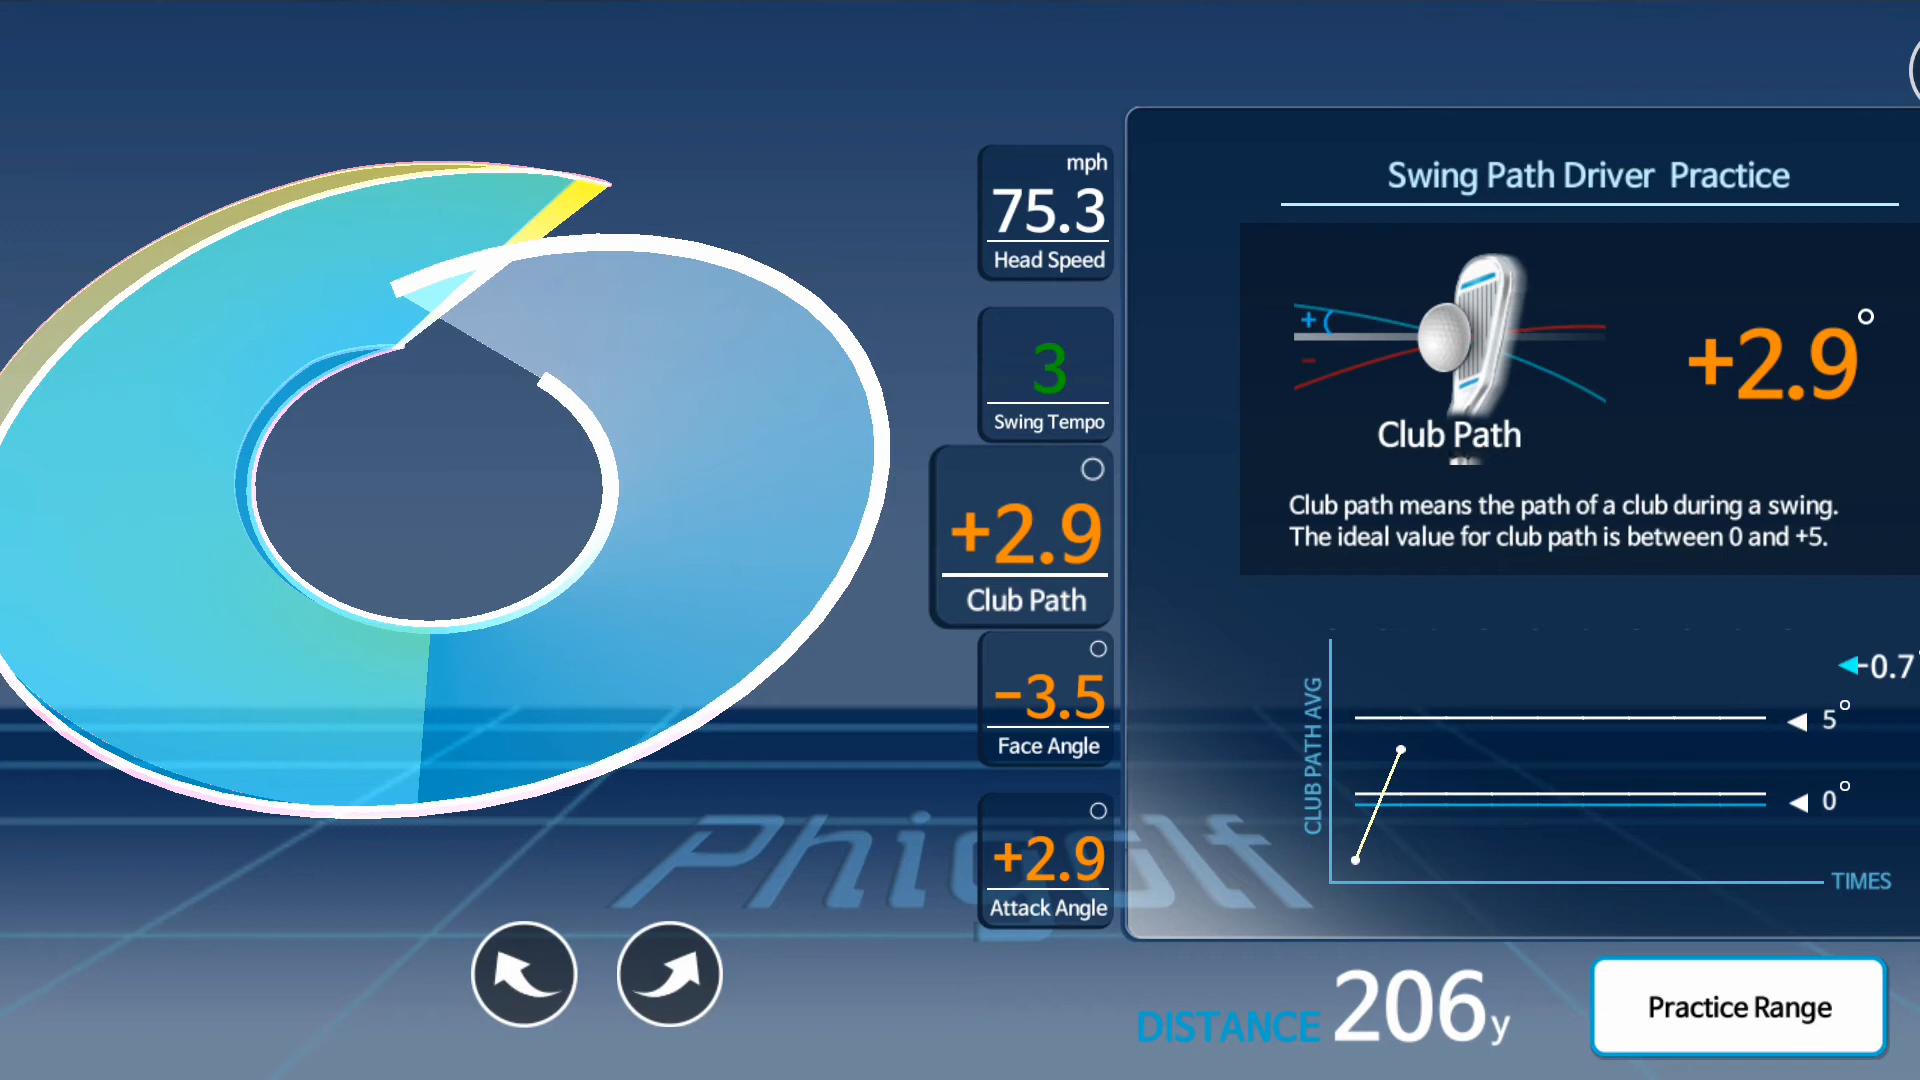 mph
75.3
Head Speed
3
Swing Tempo
+2.9
Club Path
-3.5
Face Angle
+2.9
Attack Angle
Swing Path Driver Practice
+
-
Club Path
+2.9°
Club path means the path of a club during a swing.
The ideal value for club path is between 0 and +5.
CLUB PATH AVG
-0.7°
5°
0°
TIMES
Phigolf
DISTANCE 206y
Practice Range